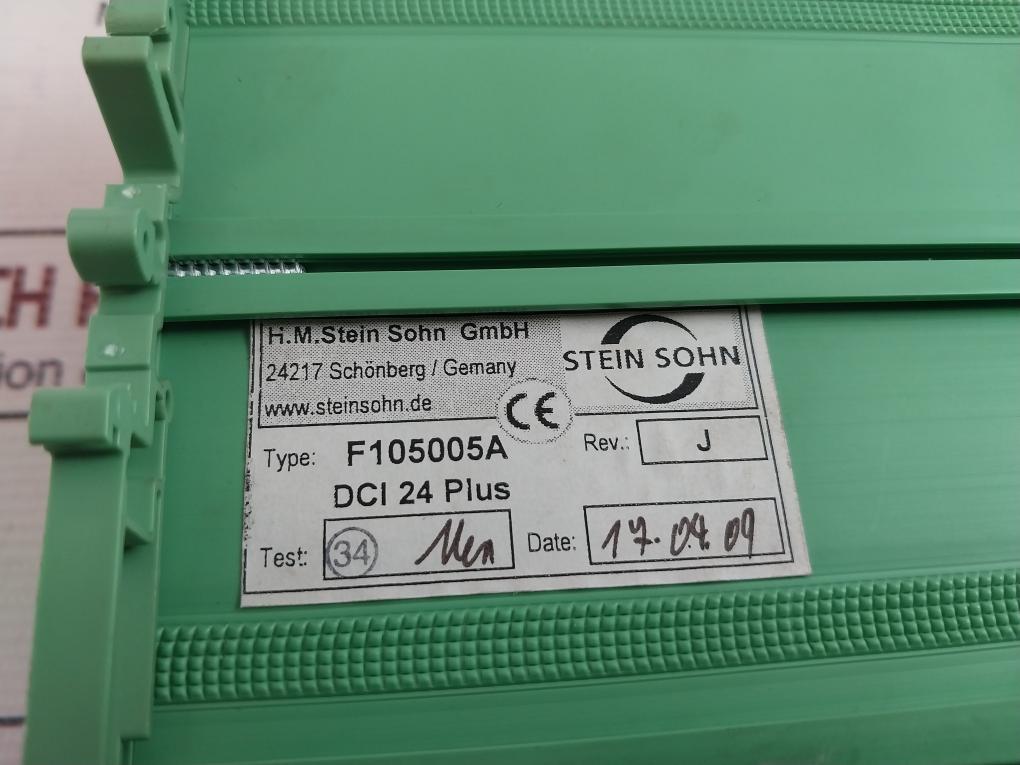 H.M.Stein Sohn GmbH
24217 Schönberg / Gemany
www.steinsohn.de
STEIN SOHN
CE
Type: F105005A
Rev.: J
DCI 24 Plus
Test: 34
Date: 17.09.09